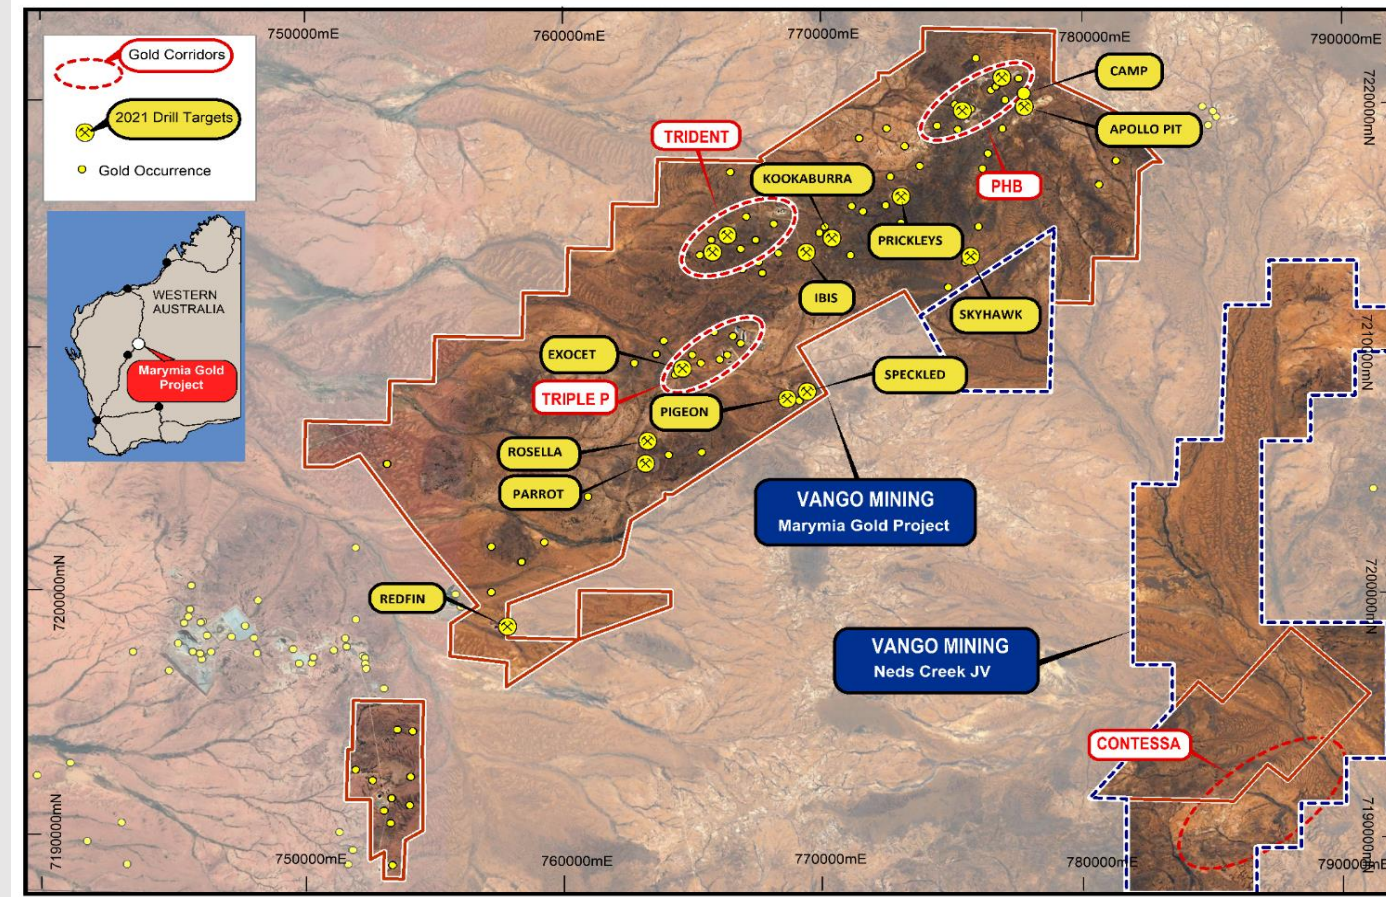 750000mE
760000mE
770000mE
780000mE
790000mE
Gold Corridors
2021 Drill Targets
Gold Occurrence
WESTERN
AUSTRALIA
Marymia Gold
Project
CAMP
7220000mN
APOLLO PIT
TRIDENT
KOOKABURRA
PHB
PRICKLEYS
IBIS
SKYHAWK
7210000mN
EXOCET
SPECKLED
TRIPLE P
PIGEON
ROSELLA
PARROT
VANGO MINING
Marymia Gold Project
7200000mN
7200000mN
REDFIN
VANGO MINING
Neds Creek JV
CONTESSA
7190000mN
7190000mN
750000mE
760000mE
770000mE
780000mE
790000mE